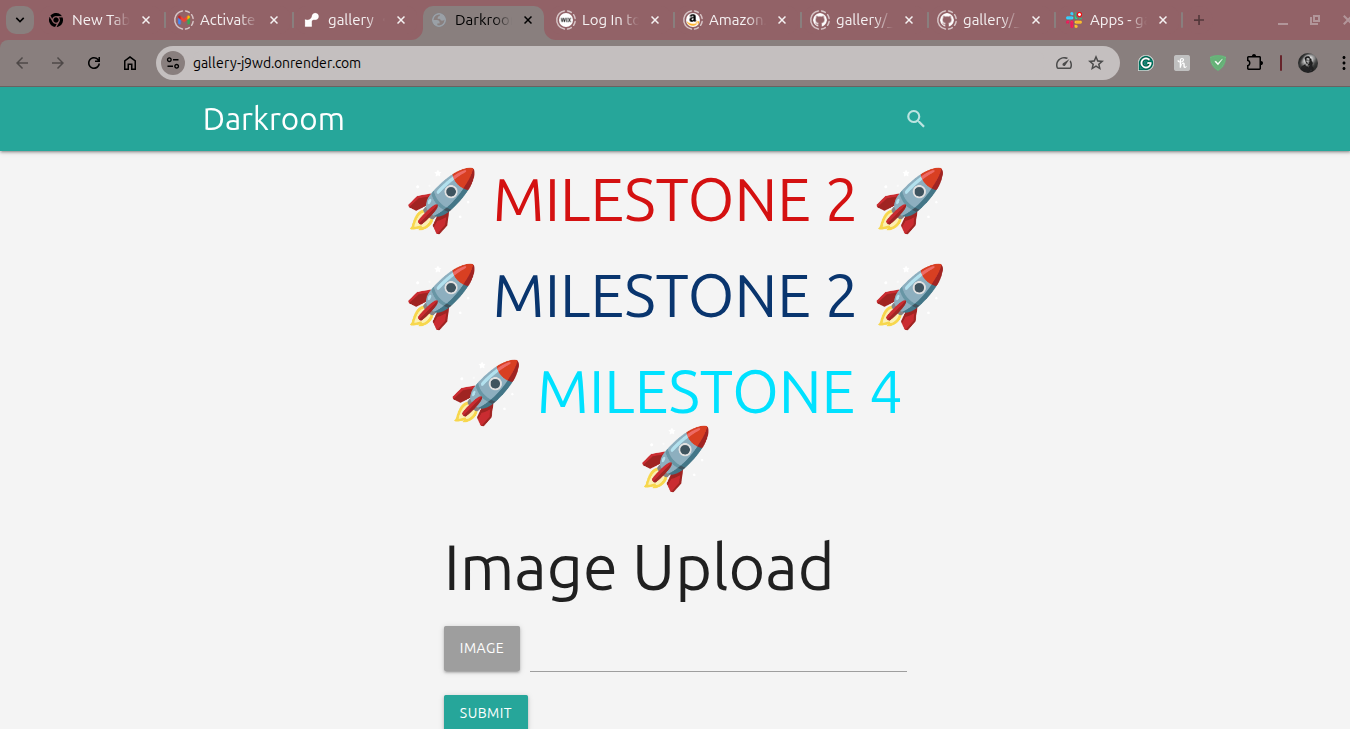 New Tab
Activate
gallery
Darkroo
Log In to
Amazon
gallery/_
gallery/_
Apps - g
gallery-j9wd.onrender.com
Darkroom
🚀 MILESTONE 2 🚀
🚀 MILESTONE 2 🚀
🚀 MILESTONE 4
🚀
Image Upload
IMAGE
SUBMIT